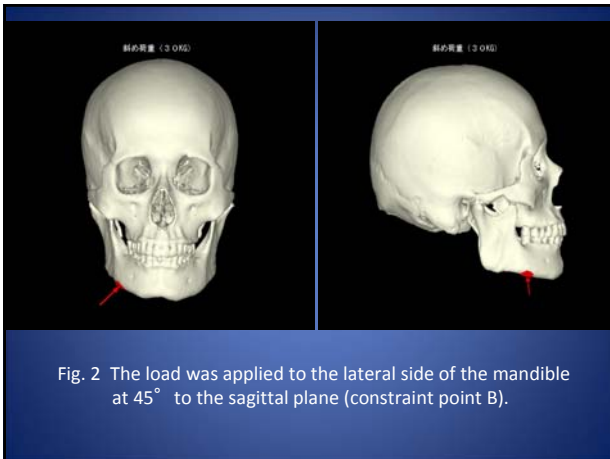 斜め荷重（３０KG）
斜め荷重（３０KG）
Fig. 2  The load was applied to the lateral side of the mandible
at 45° to the sagittal plane (constraint point B).